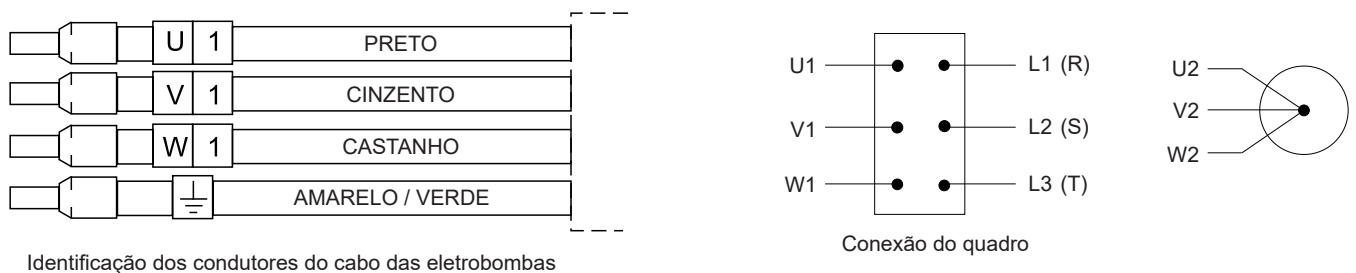 U 1 PRETO
V 1 CINZENTO
W 1 CASTANHO
AMARELO / VERDE
Identificação dos condutores do cabo das eletrobombas
U1 L1 (R)
V1 L2 (S)
W1 L3 (T)
Conexão do quadro
U2
V2
W2